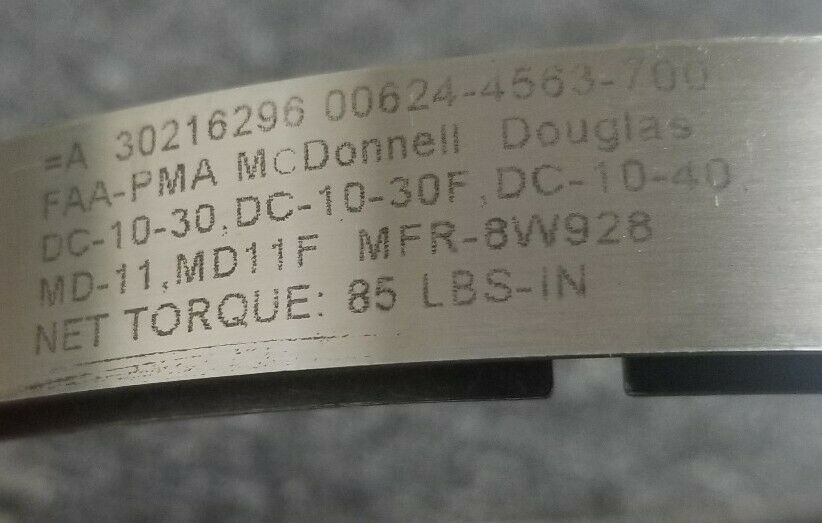 =A 30216296 00624-4563-700
FAA-PMA McDonnell Douglas
DC-10-30,DC-10-30F,DC-10-40,
MD-11,MD11F MFR-8W928
NET TORQUE: 85 LBS-IN